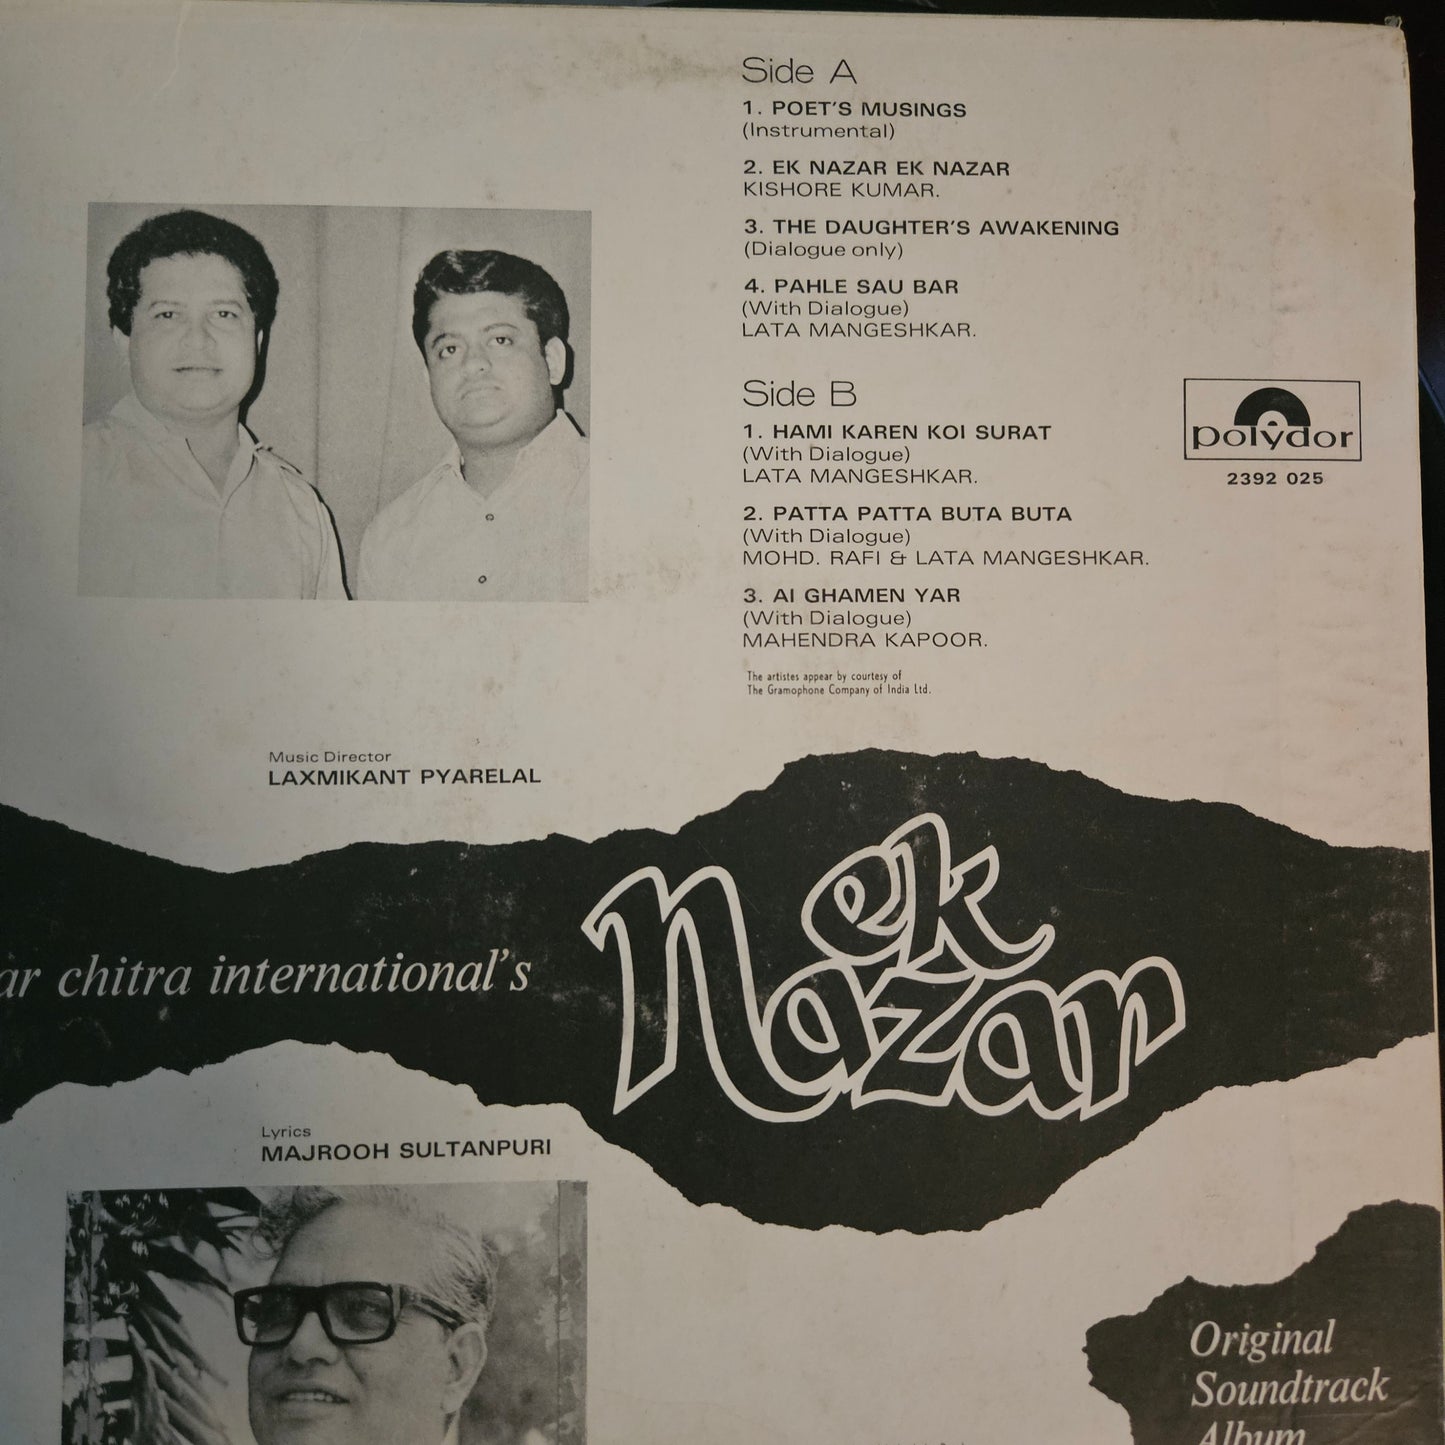 Side A
1. POET'S MUSINGS
(Instrumental)
2. EK NAZAR EK NAZAR
KISHORE KUMAR.
3. THE DAUGHTER'S AWAKENING
(Dialogue only)
4. PAHLE SAU BAR
(With Dialogue)
LATA MANGESHKAR.
Side B
1. HAMI KAREN KOI SURAT
(With Dialogue)
LATA MANGESHKAR.
2. PATTA PATTA BUTA BUTA
(With Dialogue)
MOHD. RAFI & LATA MANGESHKAR.
3. AI GHAMEN YAR
(With Dialogue)
MAHENDRA KAPOOR.
The artistes appear by courtesy of
The Gramophone Company of India Ltd.
polydor
2392 025
Music Director
LAXMIKANT PYARELAL
ar chitra international's
ek
Nazar
Lyrics
MAJROOH SULTANPURI
Original
Soundtrack
Album